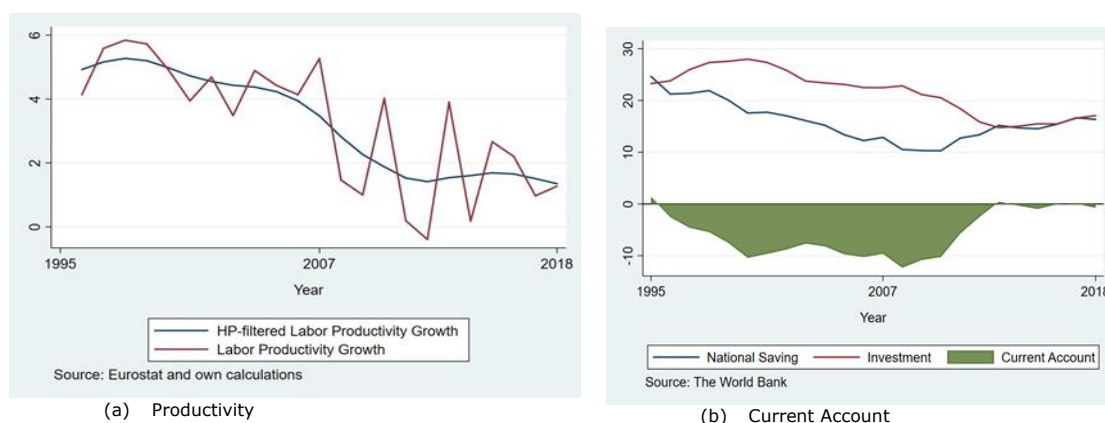 6
4
2
0
1995 2007 2018
Year
HP-filtered Labor Productivity Growth
Labor Productivity Growth
Source: Eurostat and own calculations
(a) Productivity
30
20
10
0
-10
1995 2007 2018
Year
National Saving Investment Current Account
Source: The World Bank
(b) Current Account